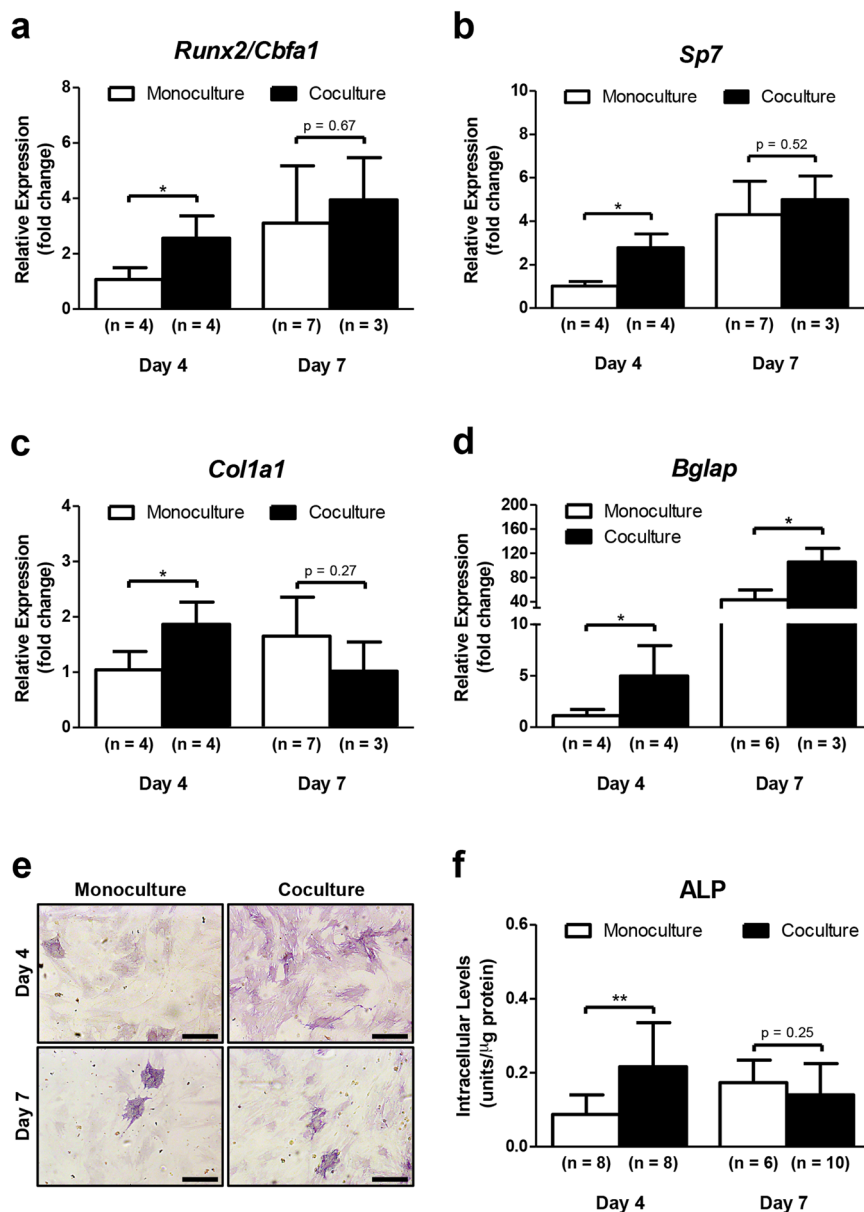 a
Runx2/Cbfa1
Monoculture Coculture
Relative Expression
(fold change)
8
6
4
2
0
*
p = 0.67
(n = 4) (n = 4) (n = 7) (n = 3)
Day 4 Day 7
b
Sp7
Monoculture Coculture
Relative Expression
(fold change)
10
8
6
4
2
0
*
p = 0.52
(n = 4) (n = 4) (n = 7) (n = 3)
Day 4 Day 7
c
Col1a1
Monoculture Coculture
Relative Expression
(fold change)
4
3
2
1
0
*
p = 0.27
(n = 4) (n = 4) (n = 7) (n = 3)
Day 4 Day 7
d
Bglap
Monoculture
Coculture
Relative Expression
(fold change)
200
160
120
80
40
10
5
0
*
*
(n = 4) (n = 4) (n = 6) (n = 3)
Day 4 Day 7
e
Monoculture Coculture
Day 4
Day 7
f
ALP
Monoculture Coculture
Intracellular Levels
(units/μg protein)
0.6
0.4
0.2
0.0
**
p = 0.25
(n = 8) (n = 8) (n = 6) (n = 10)
Day 4 Day 7